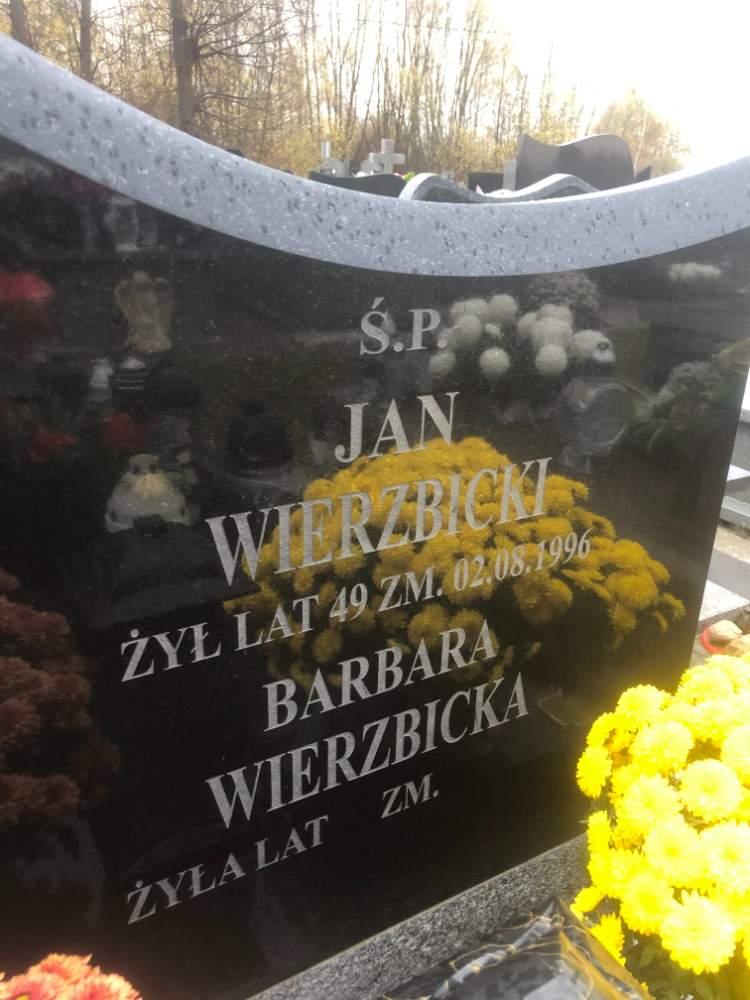 Ś.P.
JAN
WIERZBICKI
ŻYŁ LAT 49 ZM. 02.08.1996
BARBARA
WIERZBICKA
ŻYŁA LAT ZM.